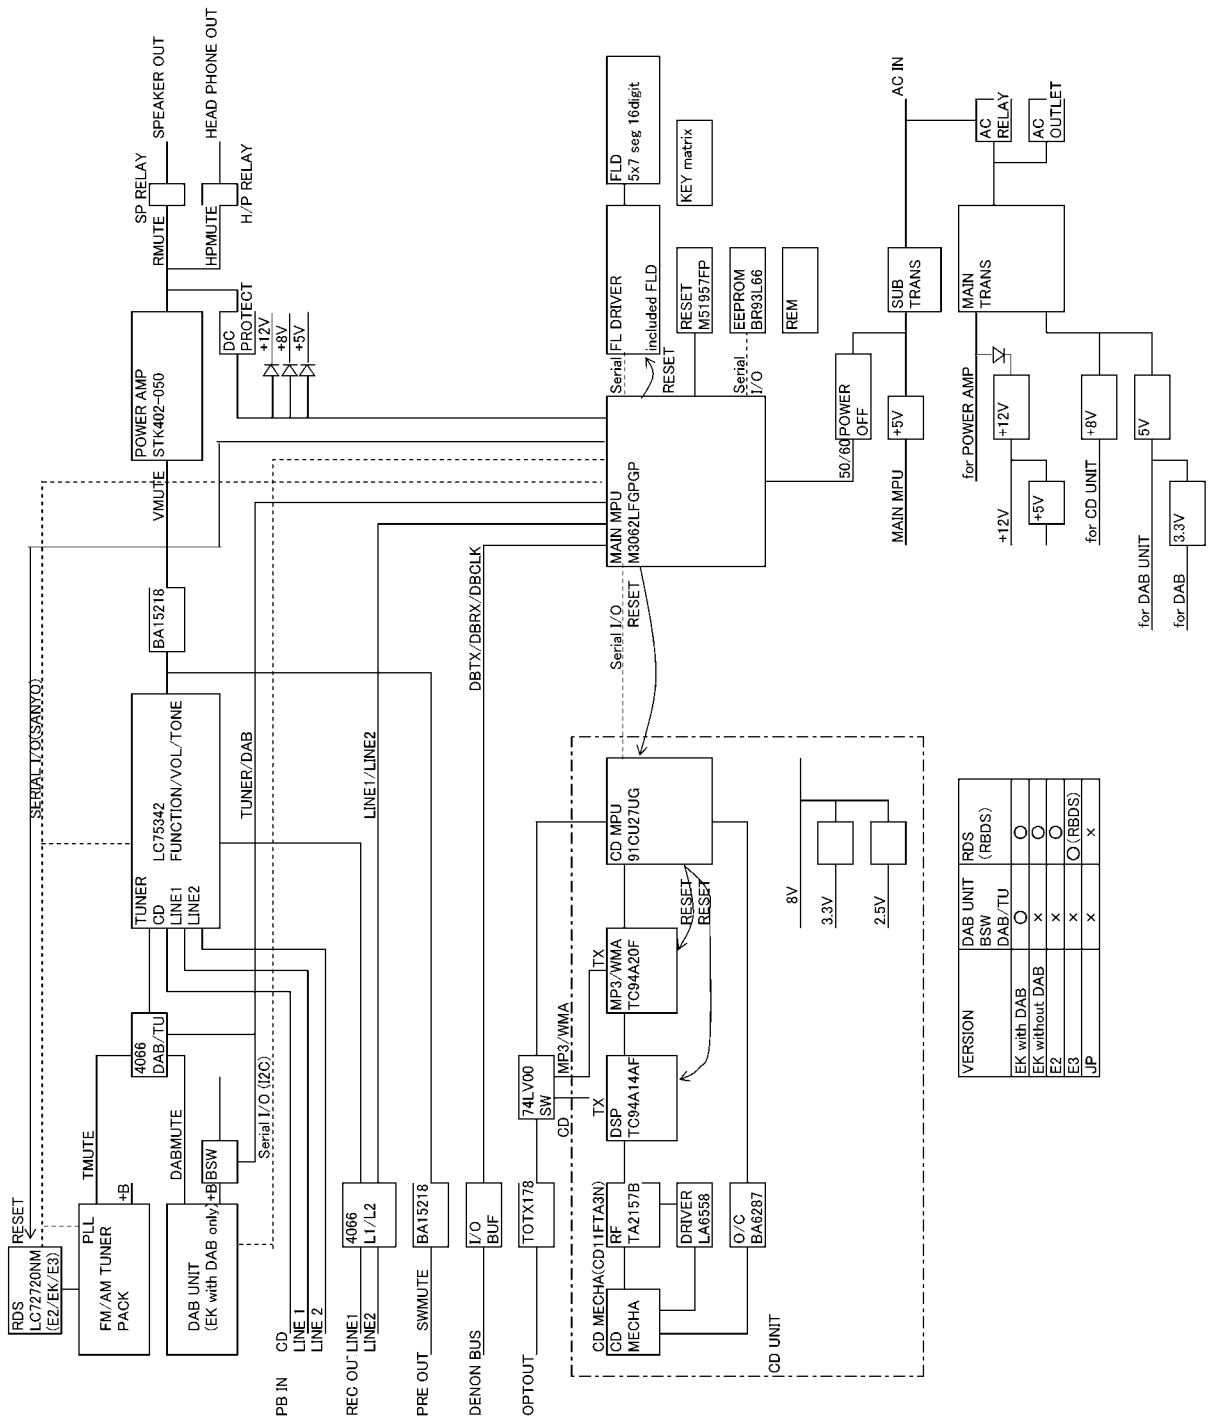 RDS
LC72720NM
(E2/EK/E3)
RESET
SERIAL I/O(SANYO)
FM/AM TUNER
PACK
PLL
+B
TMUTE
DAB UNIT
(EK with DAB only)
+B
BSW
DABMUTE
Serial I/O (I2C)
4066
DAB/TU
TUNER
CD
LINE1
LINE2
LC75342
FUNCTION/VOL/TONE
TUNER/DAB
BA15218
VMUTE
POWER AMP
STK402-050
DC
PROTECT
+12V
+8V
+5V
RMUTE
SP RELAY
SPEAKER OUT
HPMUTE
H/P RELAY
HEAD PHONE OUT
PB IN
CD
LINE 1
LINE 2
REC OUT
LINE1
LINE2
4066
L1/L2
LINE1/LINE2
PRE OUT
SWMUTE
BA15218
DENON BUS
I/O
BUF
DBTX/DBRX/DBCLK
OPTOUT
TOTX178
74LV00
SW
CD
MP3/WMA
TX
TX
CD MECHA(CD11FTA3N)
CD
MECHA
RF
TA2157B
DRIVER
LA6558
O/C
BA6287
DSP
TC94A14AF
MP3/WMA
TC94A20F
RESET
RESET
CD MPU
91CU27UG
CD UNIT
8V
3.3V
2.5V
Serial I/O
RESET
MAIN MPU
M3062LFGPGP
Serial
RESET
FL DRIVER
included FLD
FLD
5x7 seg 16digit
KEY matrix
RESET
M51957FP
Serial
I/O
EEPROM
BR93L66
REM
50/60
POWER
OFF
MAIN MPU
+5V
SUB
TRANS
AC IN
AC
RELAY
AC
OUTLET
MAIN
TRANS
for POWER AMP
+12V
+12V
+5V
for CD UNIT
+8V
for DAB UNIT
5V
for DAB
3.3V
VERSION
DAB UNIT
BSW
DAB/TU
RDS
(RBDS)
EK with DAB ○ ○
EK without DAB × ○
E2 × ○
E3 × ○(RBDS)
JP × ×